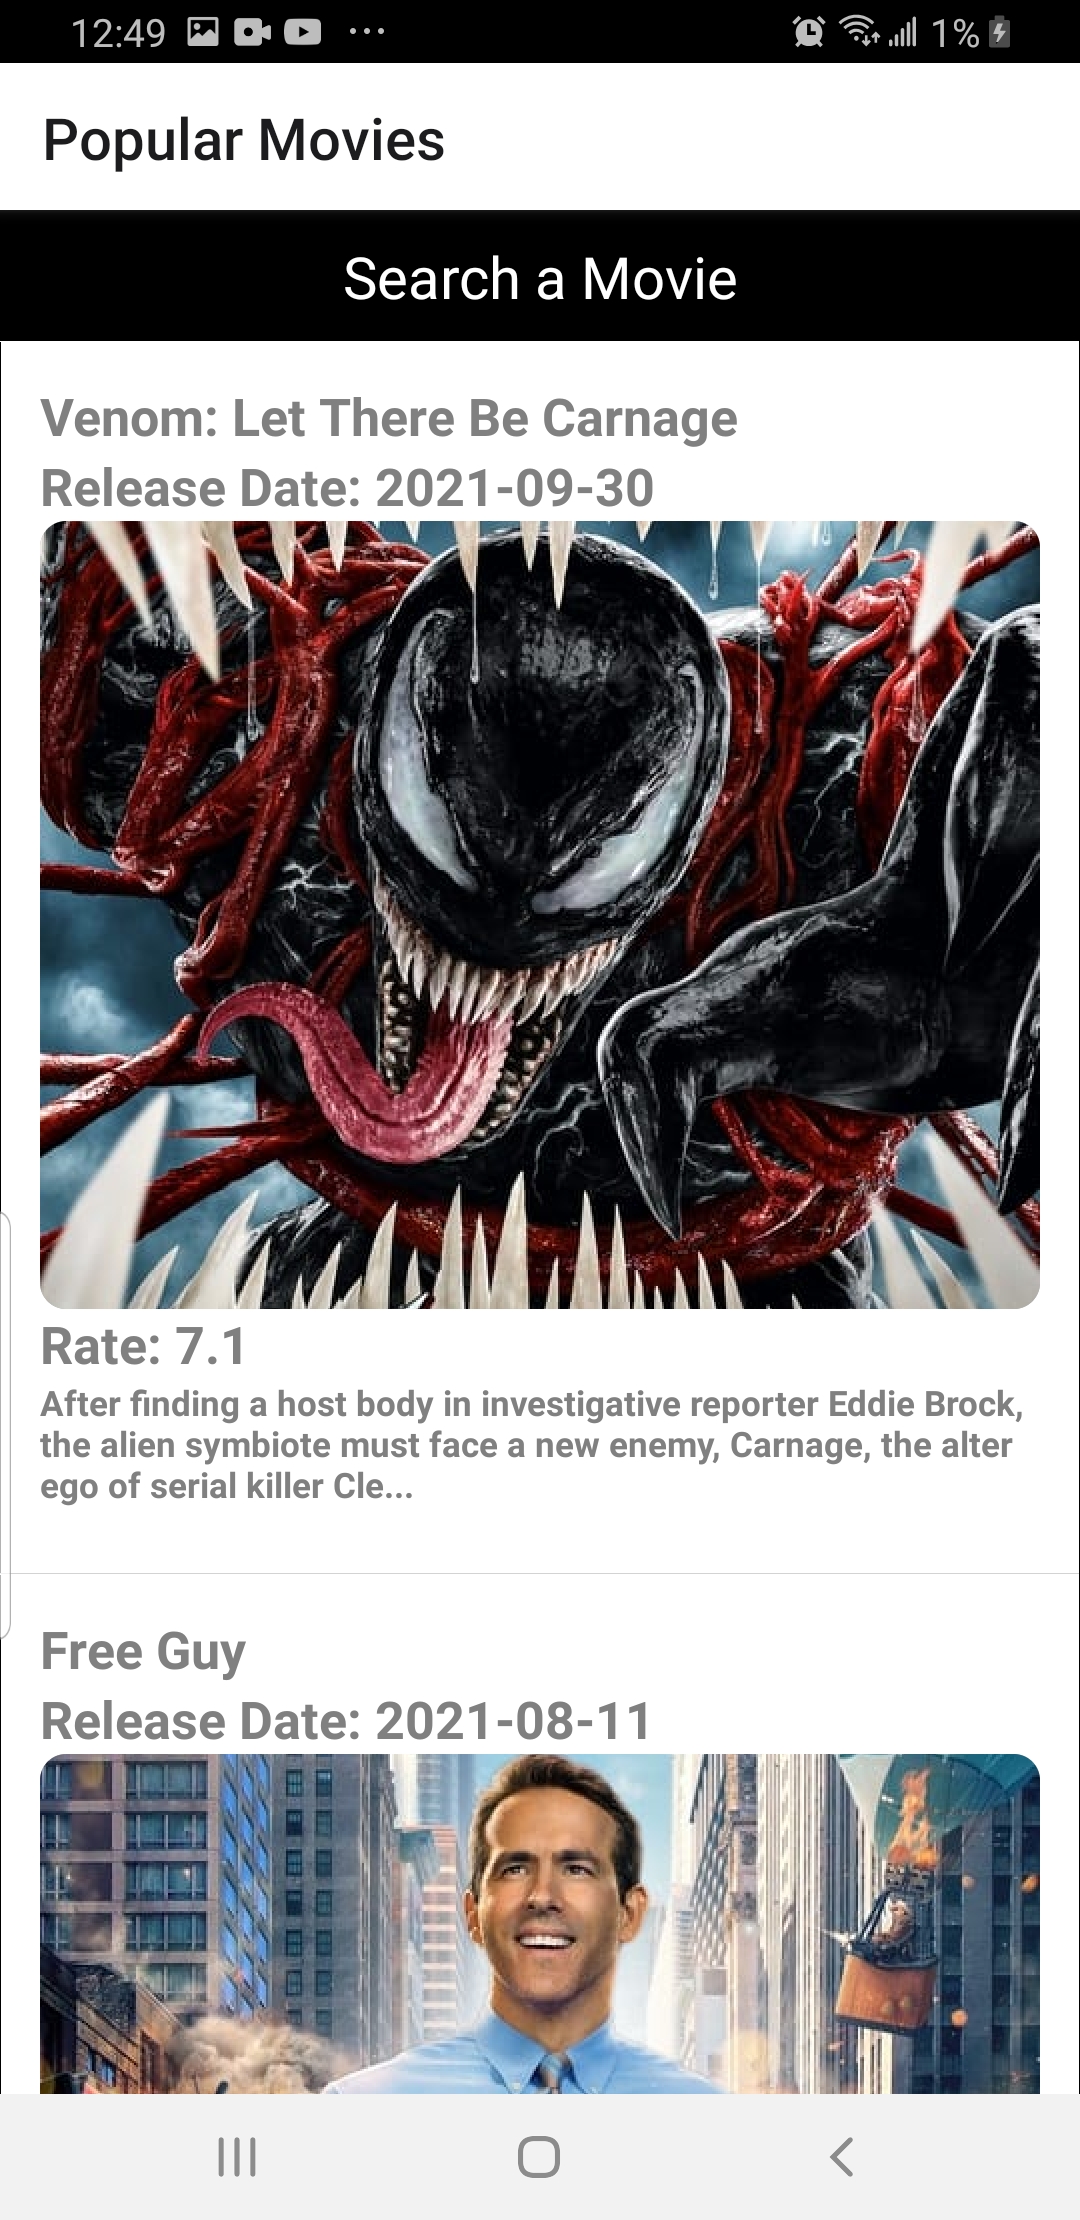 12:49
1%
Popular Movies
Search a Movie
Venom: Let There Be Carnage
Release Date: 2021-09-30
Rate: 7.1
After finding a host body in investigative reporter Eddie Brock,
the alien symbiote must face a new enemy, Carnage, the alter
ego of serial killer Cle...
Free Guy
Release Date: 2021-08-11